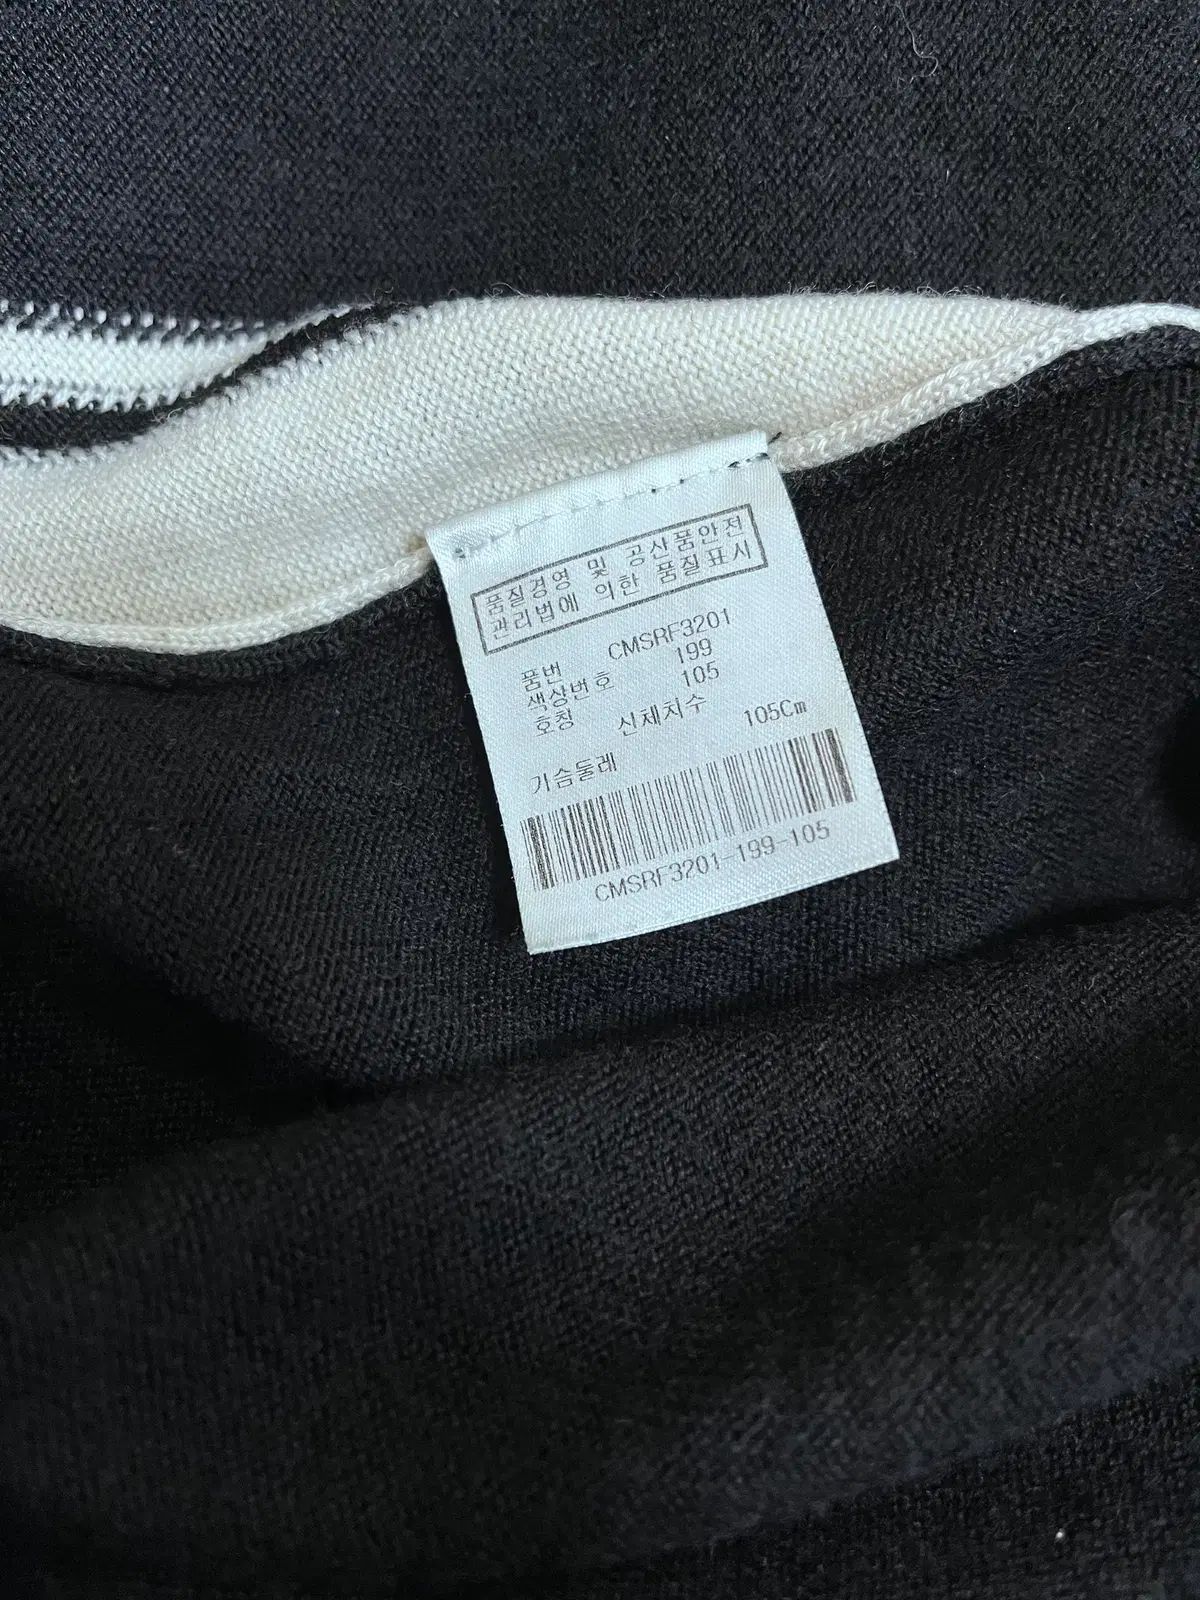 품질경영 및 공산품안전
관리법에 의한 품질표시
품번 CMSRF3201
색상번호 199
호칭 105
신체치수
가슴둘레 105Cm
CMSRF3201-199-105